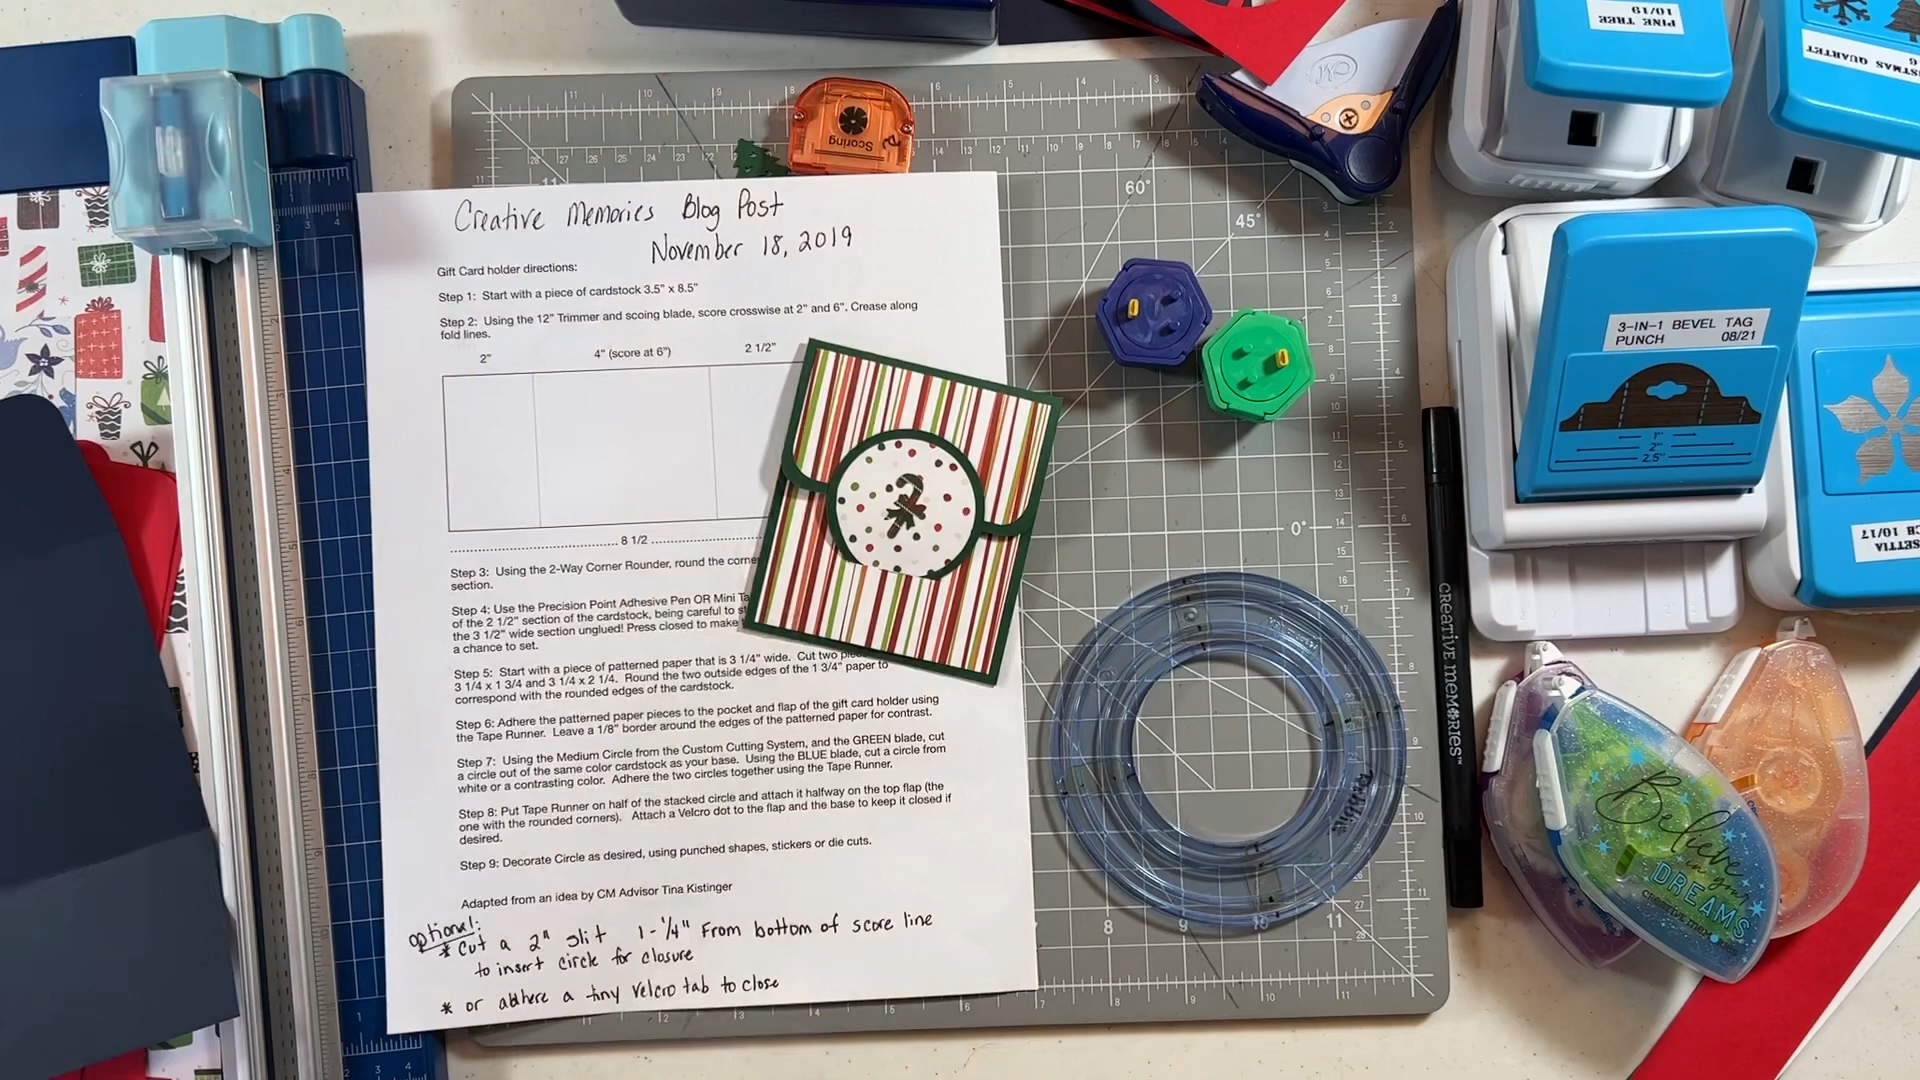 Creative Memories Blog Post
November 18, 2019
Gift Card holder directions:
Step 1: Start with a piece of cardstock 3.5" x 8.5"
Step 2: Using the 12" Trimmer and scoing blade, score crosswise at 2" and 6". Crease along
fold lines.
2" 4" (score at 6") 2 1/2"
8 1/2
Step 3: Using the 2-Way Corner Rounder, round the corne
section.
Step 4: Use the Precision Point Adhesive Pen OR Mini Ta
of the 2 1/2" section of the cardstock, being careful to st
the 3 1/2" wide section unglued! Press closed to make
a chance to set.
Step 5: Start with a piece of patterned paper that is 3 1/4" wide. Cut two
3 1/4 x 1 3/4 and 3 1/4 x 2 1/4. Round the two outside edges of the 1 3/4" paper to
correspond with the rounded edges of the cardstock.
Step 6: Adhere the patterned paper pieces to the pocket and flap of the gift card holder using
the Tape Runner. Leave a 1/8" border around the edges of the patterned paper for contrast.
Step 7: Using the Medium Circle from the Custom Cutting System, and the GREEN blade, cut
a circle out of the same color cardstock as your base. Using the BLUE blade, cut a circle from
white or a contrasting color. Adhere the two circles together using the Tape Runner.
Step 8: Put Tape Runner on half of the stacked circle and attach it halfway on the top flap (the
one with the rounded corners). Attach a Velcro dot to the flap and the base to keep it closed if
desired.
Step 9: Decorate Circle as desired, using punched shapes, stickers or die cuts.
Adapted from an idea by CM Advisor Tina Kistinger
optional:
* cut a 2" slit 1-1/4" From bottom of score line
to insert circle for closure
* or adhere a tiny velcro tab to close
Scoring
60°
45°
0°
PINE TREE
10/19
STMAS QUARTET
3-IN-1 BEVEL TAG
PUNCH 08/21
1"
2"
2.5"
SETTIA
CH 10/17
CREATIVE MEMORIES™
Believe
in your
DREAMS